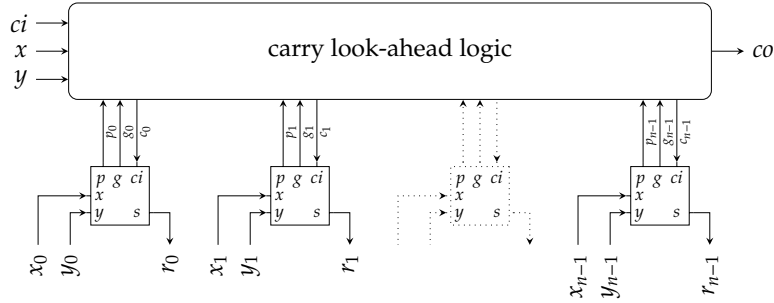 ci
x
y
carry look-ahead logic
co
p₀ g₀ c₀ p₁ g₁ c₁ pₙ₋₁ gₙ₋₁ cₙ₋₁
p g ci p g ci p g ci p g ci
x x x x
y s y s y s y s
x₀ y₀ r₀ x₁ y₁ r₁ xₙ₋₁ yₙ₋₁ rₙ₋₁